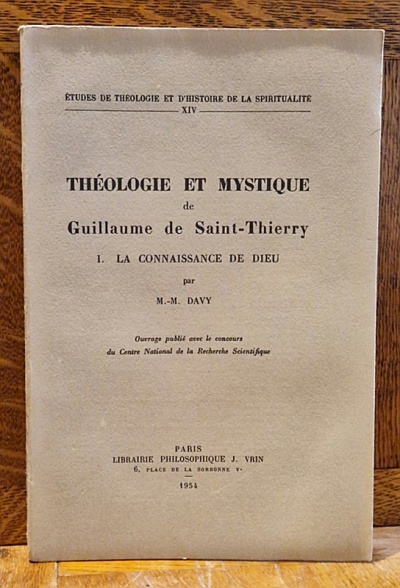 ÉTUDES DE THÉOLOGIE ET D'HISTOIRE DE LA SPIRITUALITÉ
XIV
THÉOLOGIE ET MYSTIQUE
de
Guillaume de Saint-Thierry
I. LA CONNAISSANCE DE DIEU
par
M.-M. DAVY
Ouvrage publié avec le concours
du Centre National de la Recherche Scientifique
PARIS
LIBRAIRIE PHILOSOPHIQUE J. VRIN
6, PLACE DE LA SORBONNE Vᵉ
1954